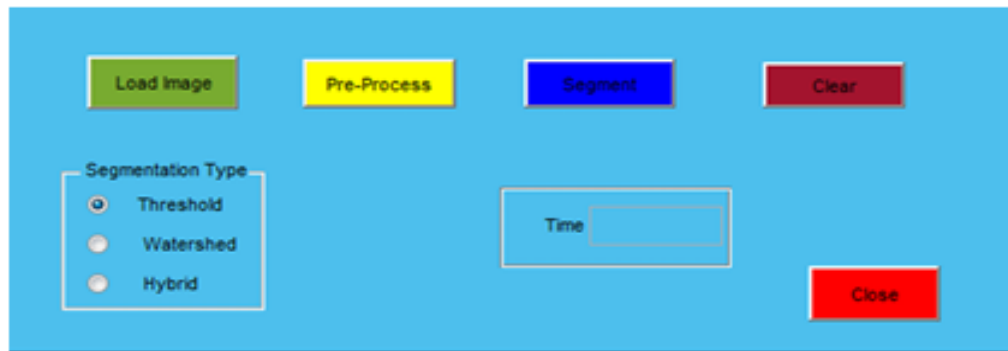 Load Image
Pre-Process
Segment
Clear
Segmentation Type
Threshold
Watershed
Hybrid
Time
Close